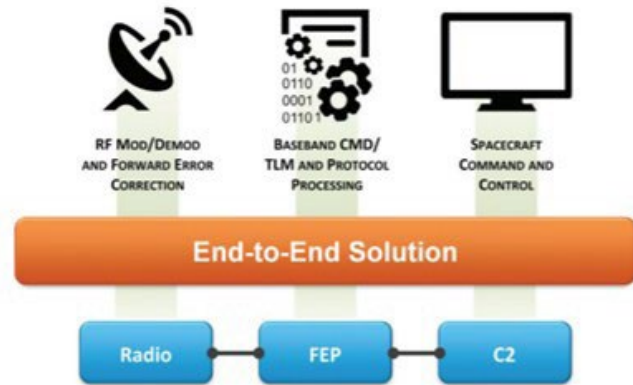 01
0110
0001
0110 1
RF MOD/DEMOD
AND FORWARD ERROR
CORRECTION
BASEBAND CMD/
TLM AND PROTOCOL
PROCESSING
SPACECRAFT
COMMAND AND
CONTROL
End-to-End Solution
Radio
FEP
C2